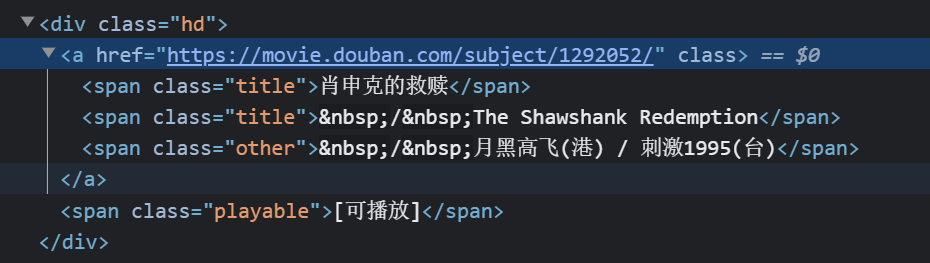 <div class="hd">
<a href="https://movie.douban.com/subject/1292052/" class> == $0
<span class="title">肖申克的救赎</span>
<span class="title">&nbsp;/&nbsp;The Shawshank Redemption</span>
<span class="other">&nbsp;/&nbsp;月黑高飞(港) / 刺激1995(台)</span>
</a>
<span class="playable">[可播放]</span>
</div>